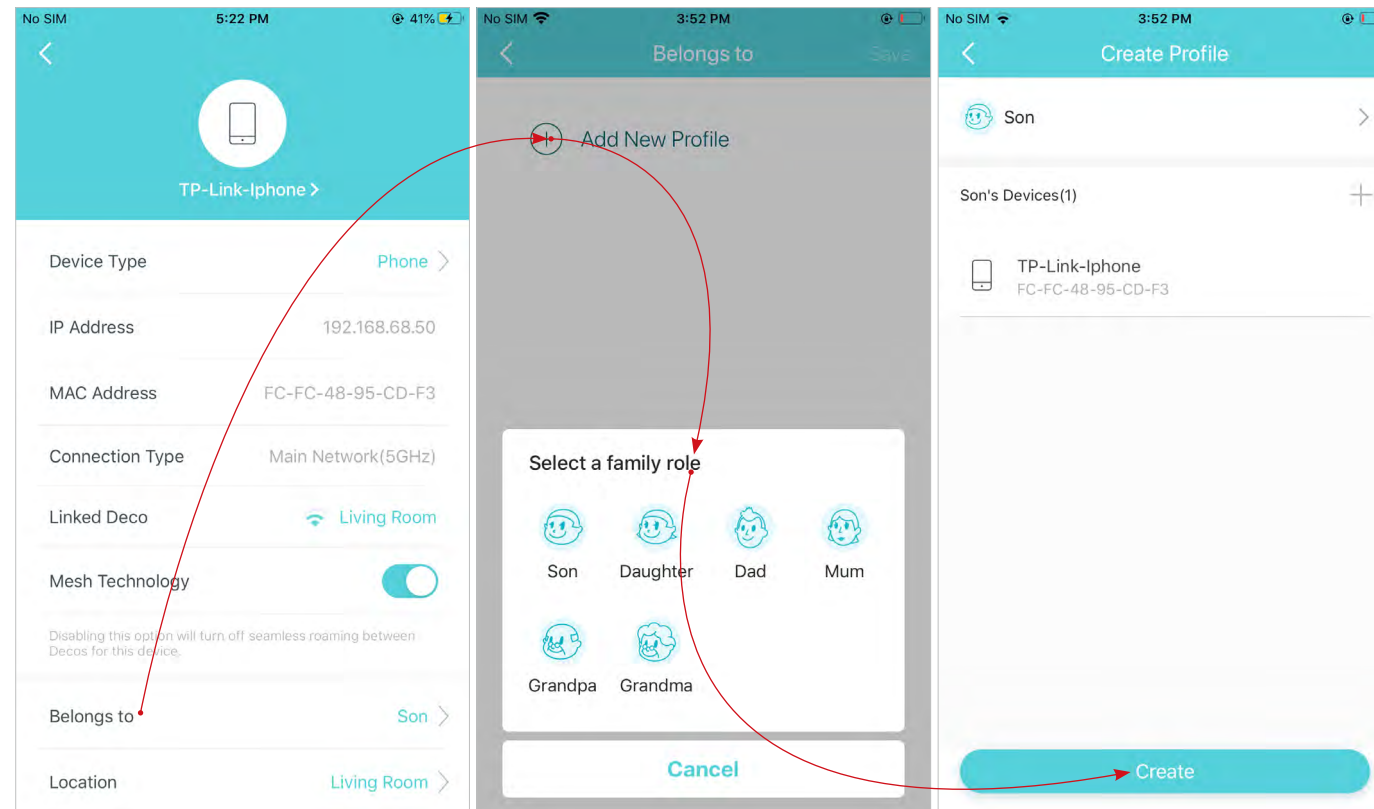 No SIM 5:22 PM 41%
TP-Link-Iphone >
Device Type Phone
IP Address 192.168.68.50
MAC Address FC-FC-48-95-CD-F3
Connection Type Main Network(5GHz)
Linked Deco Living Room
Mesh Technology
Disabling this option will turn off seamless roaming between
Decos for this device.
Belongs to Son
Location Living Room
No SIM 3:52 PM
Belongs to Save
Add New Profile
Select a family role
Son Daughter Dad Mum
Grandpa Grandma
Cancel
No SIM 3:52 PM
Create Profile
Son
Son's Devices(1)
TP-Link-Iphone
FC-FC-48-95-CD-F3
Create